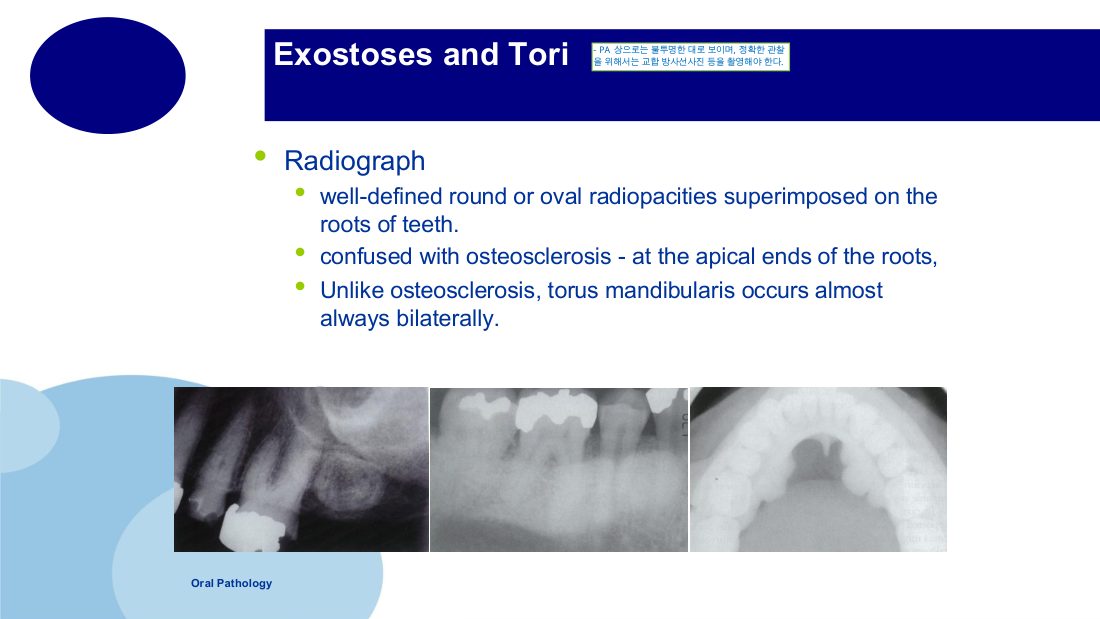 Exostoses and Tori
- PA 상으로는 불투명한 대로 보이며, 정확한 관찰
을 위해서는 교합 방사선사진 등을 촬영해야 한다.
Radiograph
well-defined round or oval radiopacities superimposed on the
roots of teeth.
confused with osteosclerosis - at the apical ends of the roots,
Unlike osteosclerosis, torus mandibularis occurs almost
always bilaterally.
Oral Pathology